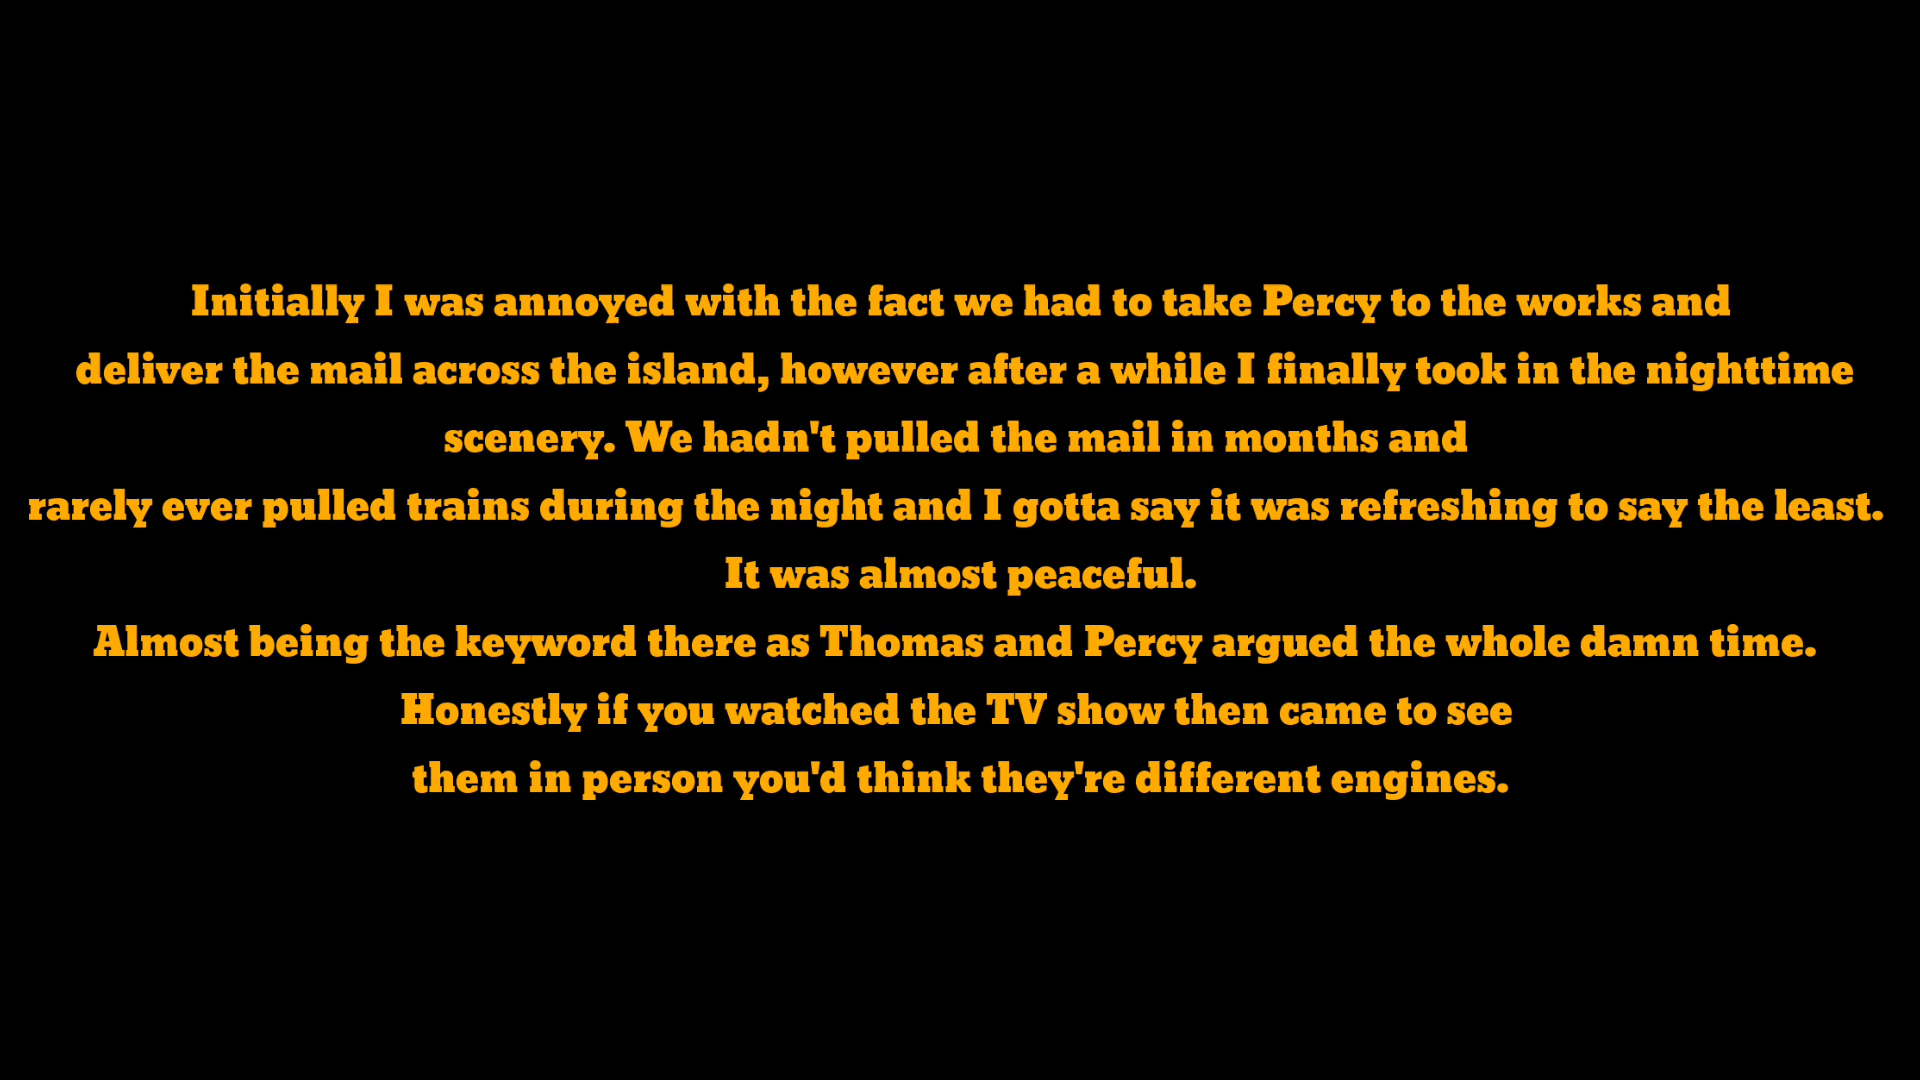 Initially I was annoyed with the fact we had to take Percy to the works and
deliver the mail across the island, however after a while I finally took in the nighttime
scenery. We hadn't pulled the mail in months and
rarely ever pulled trains during the night and I gotta say it was refreshing to say the least.
It was almost peaceful.
Almost being the keyword there as Thomas and Percy argued the whole damn time.
Honestly if you watched the TV show then came to see
them in person you'd think they're different engines.